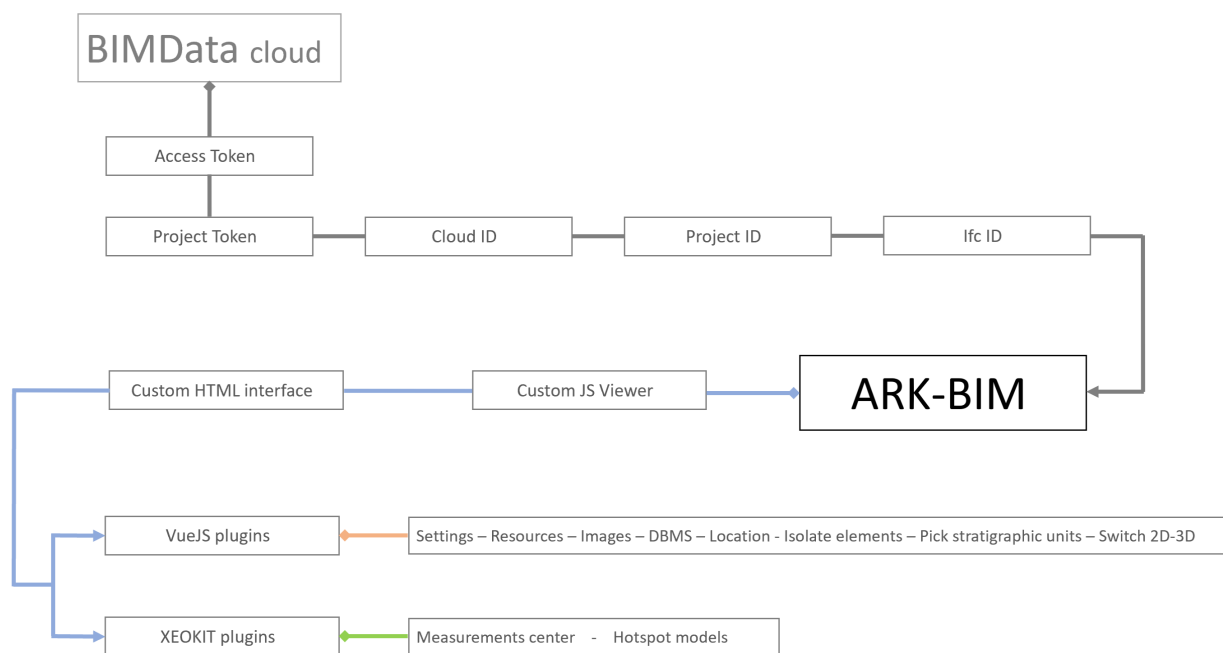 BIMData cloud
Access Token
Project Token
Cloud ID
Project ID
Ifc ID
Custom HTML interface
Custom JS Viewer
ARK-BIM
VueJS plugins
Settings – Resources – Images – DBMS – Location - Isolate elements – Pick stratigraphic units – Switch 2D-3D
XEOKIT plugins
Measurements center - Hotspot models